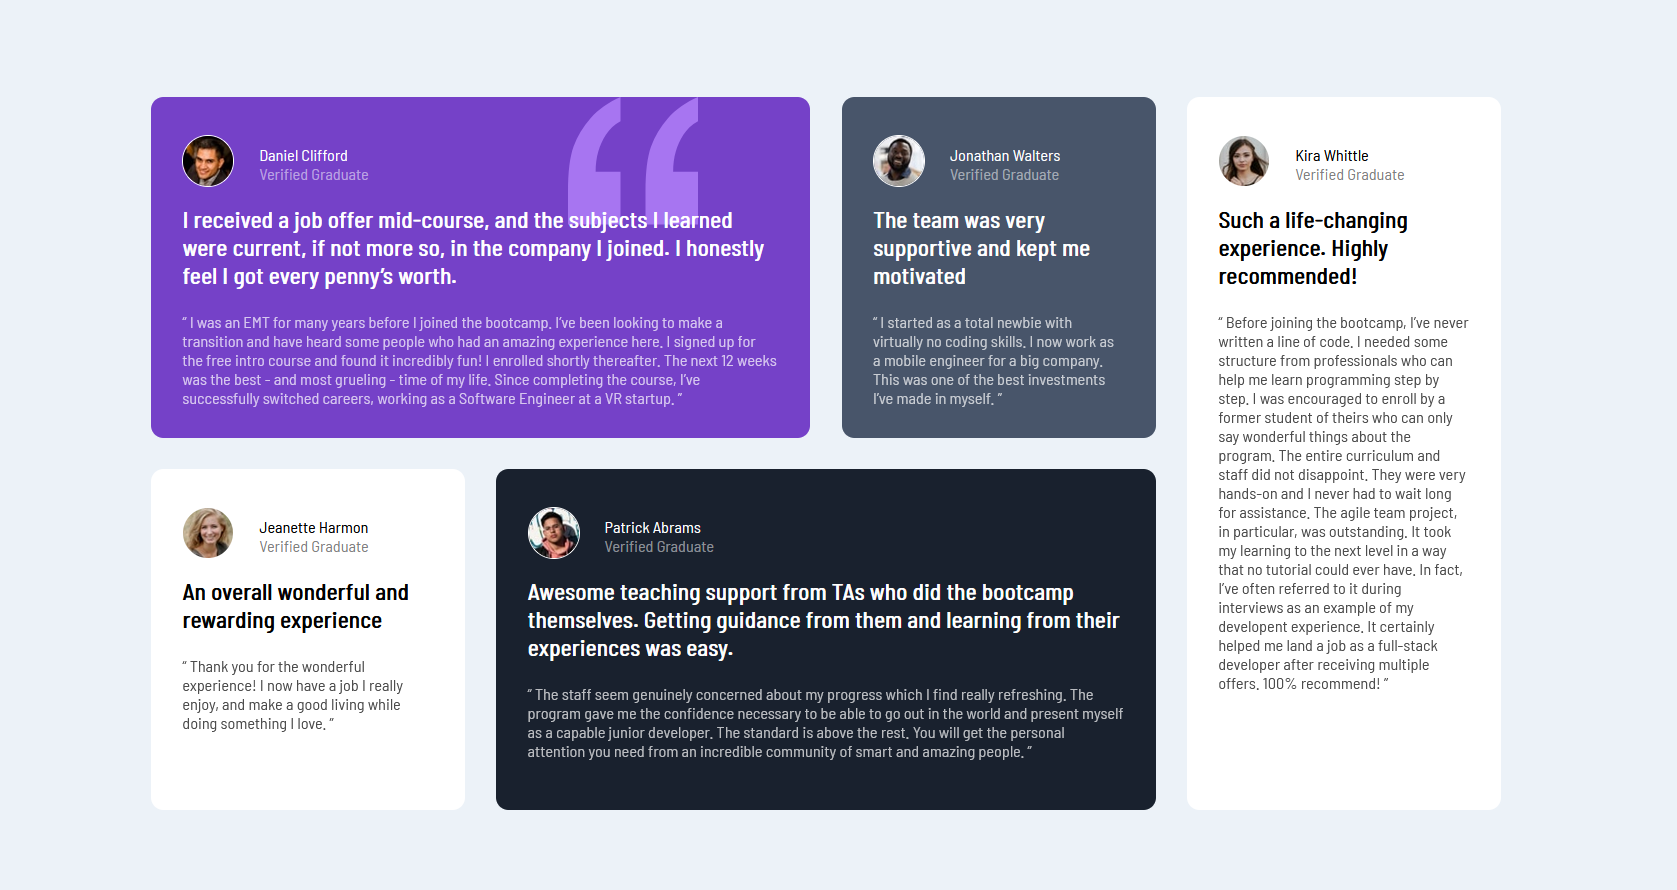 Daniel Clifford
Verified Graduate
I received a job offer mid-course, and the subjects I learned
were current, if not more so, in the company I joined. I honestly
feel I got every penny’s worth.
“ I was an EMT for many years before I joined the bootcamp. I’ve been looking to make a
transition and have heard some people who had an amazing experience here. I signed up for
the free intro course and found it incredibly fun! I enrolled shortly thereafter. The next 12 weeks
was the best - and most grueling - time of my life. Since completing the course, I’ve
successfully switched careers, working as a Software Engineer at a VR startup. ”
Jonathan Walters
Verified Graduate
The team was very
supportive and kept me
motivated
“ I started as a total newbie with
virtually no coding skills. I now work as
a mobile engineer for a big company.
This was one of the best investments
I’ve made in myself. ”
Kira Whittle
Verified Graduate
Such a life-changing
experience. Highly
recommended!
“ Before joining the bootcamp, I’ve never
written a line of code. I needed some
structure from professionals who can
help me learn programming step by
step. I was encouraged to enroll by a
former student of theirs who can only
say wonderful things about the
program. The entire curriculum and
staff did not disappoint. They were very
hands-on and I never had to wait long
for assistance. The agile team project,
in particular, was outstanding. It took
my learning to the next level in a way
that no tutorial could ever have. In fact,
I’ve often referred to it during
interviews as an example of my
developent experience. It certainly
helped me land a job as a full-stack
developer after receiving multiple
offers. 100% recommend! ”
Jeanette Harmon
Verified Graduate
An overall wonderful and
rewarding experience
“ Thank you for the wonderful
experience! I now have a job I really
enjoy, and make a good living while
doing something I love. ”
Patrick Abrams
Verified Graduate
Awesome teaching support from TAs who did the bootcamp
themselves. Getting guidance from them and learning from their
experiences was easy.
“ The staff seem genuinely concerned about my progress which I find really refreshing. The
program gave me the confidence necessary to be able to go out in the world and present myself
as a capable junior developer. The standard is above the rest. You will get the personal
attention you need from an incredible community of smart and amazing people. ”